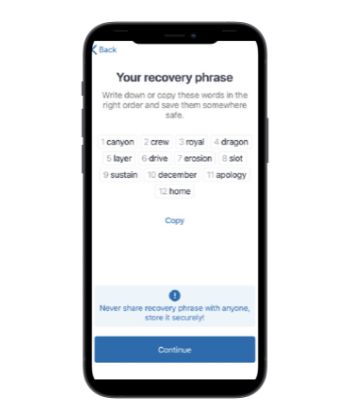 Back
Your recovery phrase
Write down or copy these words in the
right order and save them somewhere
safe.
1 canyon 2 crew 3 royal 4 dragon
5 layer 6 drive 7 erosion 8 slot
9 sustain 10 december 11 apology
12 home
Copy
Never share recovery phrase with anyone,
store it securely!
Continue